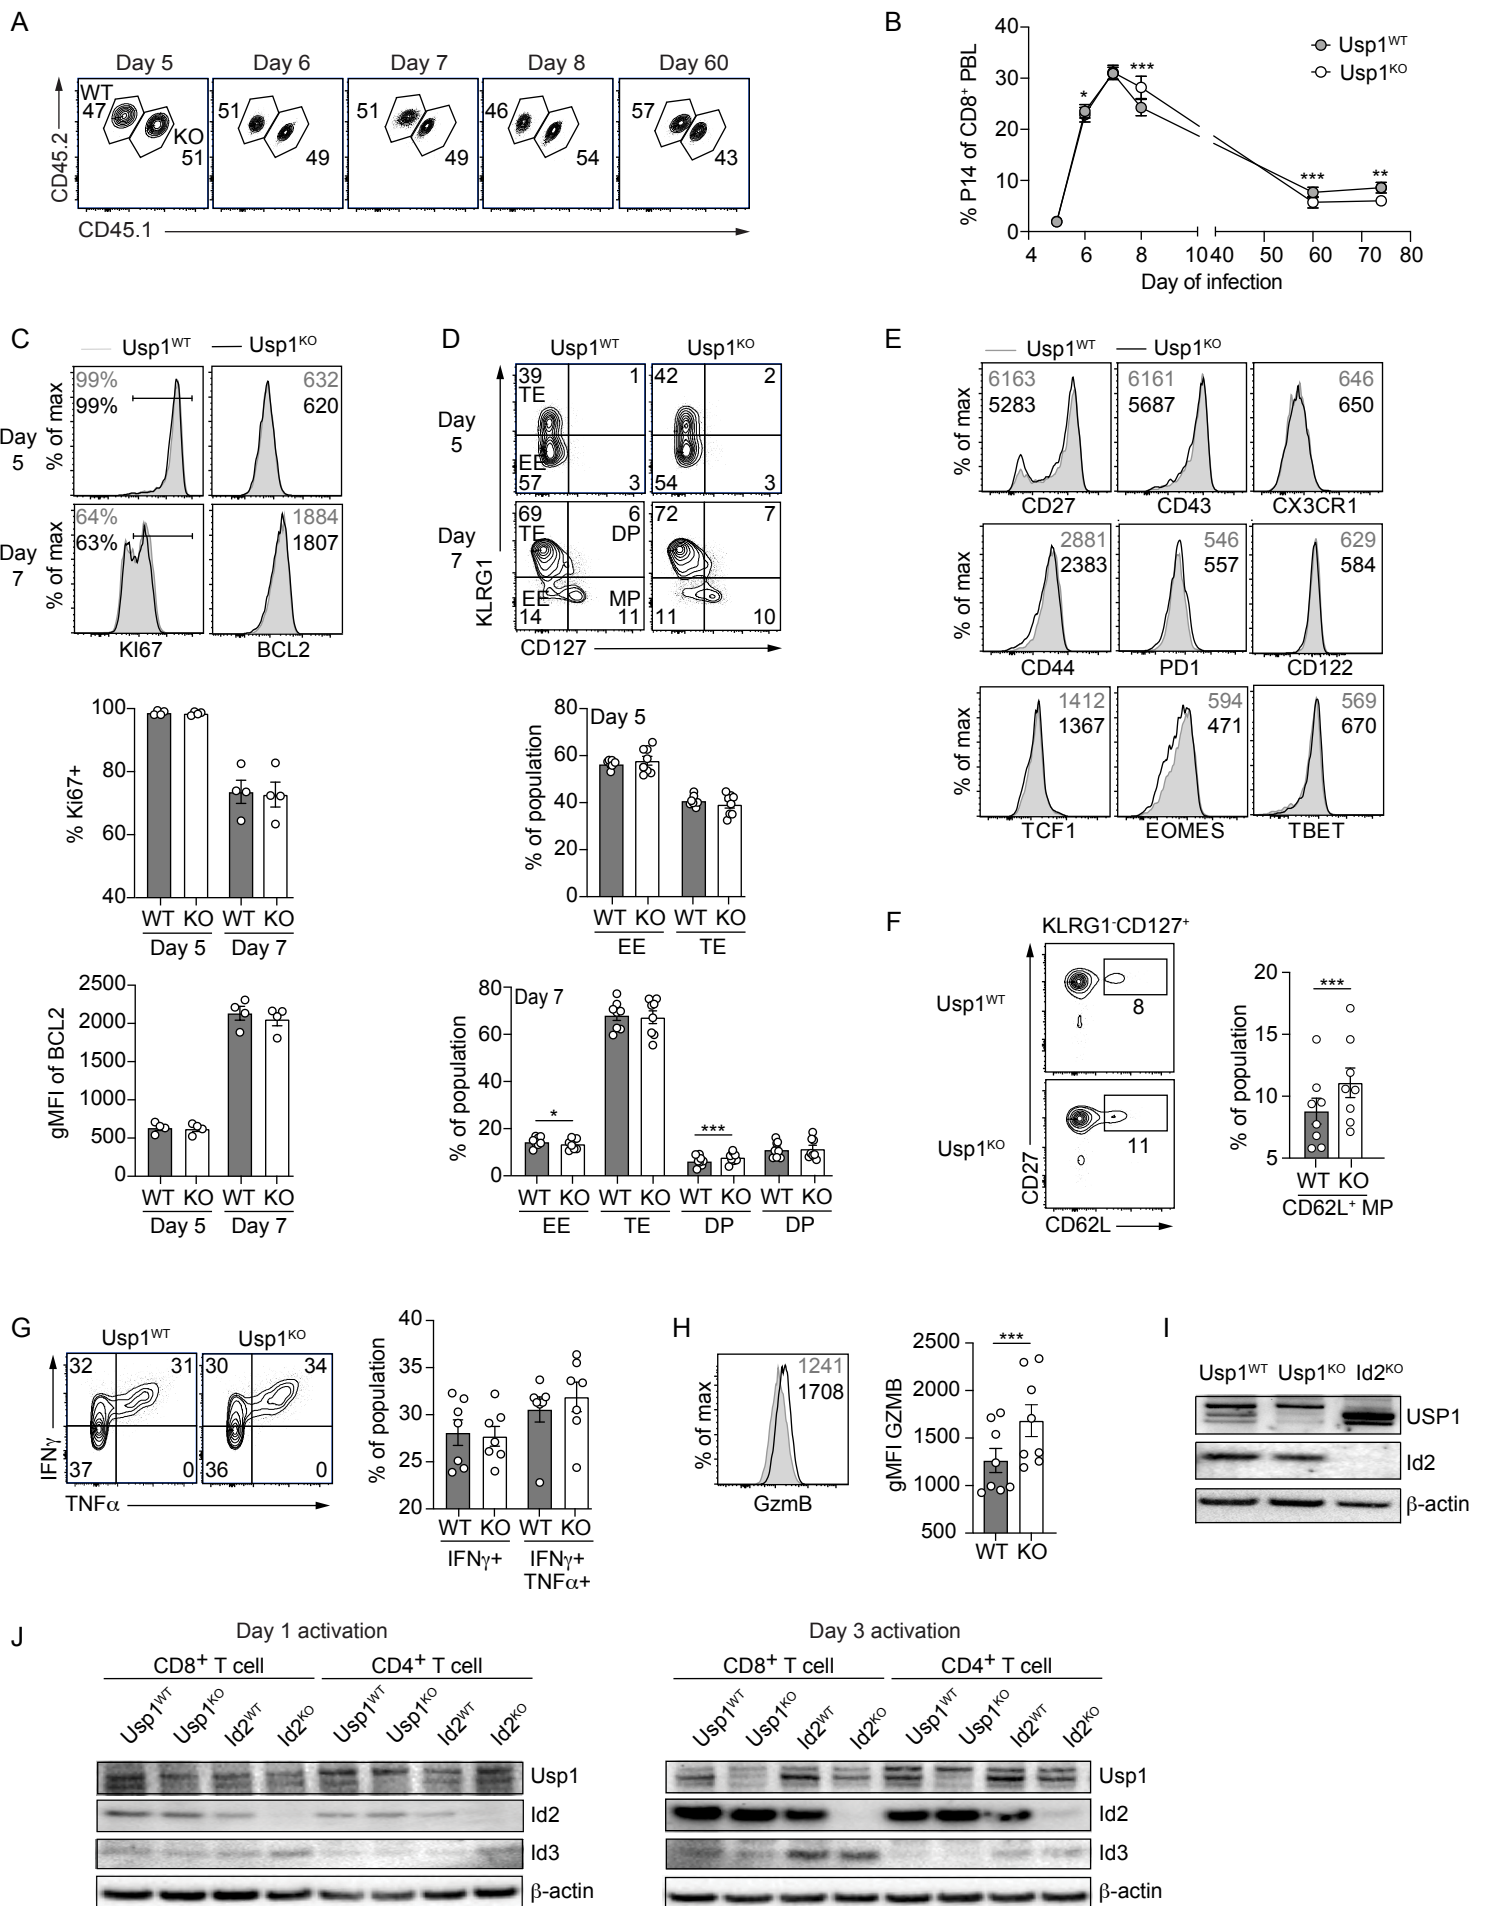 A
Day 5
Day 6
Day 7
Day 8
Day 60
WT
47
KO
51
51
49
51
49
46
54
57
43
CD45.2
CD45.1
B
Usp1WT
Usp1KO
% P14 of CD8+ PBL
40
30
20
10
0
*
***
***
**
4
6
8
10
40
50
60
70
80
Day of infection
C
Usp1WT
Usp1KO
Day 5
% of max
99%
99%
632
620
Day 7
% of max
64%
63%
1884
1807
KI67
BCL2
% Ki67+
100
80
60
40
WT KO WT KO
Day 5 Day 7
gMFI of BCL2
2500
2000
1500
1000
500
0
WT KO WT KO
Day 5 Day 7
D
Usp1WT
Usp1KO
Day 5
39
TE
1
EE
57
3
42
2
54
3
Day 7
69
TE
6
DP
EE
14
MP
11
72
7
11
10
KLRG1
CD127
Day 5
% of population
80
60
40
20
0
WT KO WT KO
EE TE
Day 7
% of population
80
60
40
20
0
*
***
WT KO WT KO WT KO WT KO
EE TE DP DP
E
Usp1WT
Usp1KO
% of max
6163
5283
6161
5687
646
650
CD27
CD43
CX3CR1
% of max
2881
2383
546
557
629
584
CD44
PD1
CD122
% of max
1412
1367
594
471
569
670
TCF1
EOMES
TBET
F
KLRG1-CD127+
Usp1WT
8
Usp1KO
11
CD27
CD62L
% of population
20
15
10
5
***
WT KO
CD62L+ MP
G
Usp1WT
Usp1KO
32
31
37
0
30
34
36
0
IFNγ
TNFα
% of population
40
35
30
25
20
WT KO WT KO
IFNγ+
IFNγ+
TNFα+
H
% of max
1241
1708
GzmB
gMFI GZMB
2500
2000
1500
1000
500
***
WT KO
I
Usp1WT Usp1KO Id2KO
USP1
Id2
β-actin
J
Day 1 activation
CD8+ T cell
CD4+ T cell
Usp1WT Usp1KO Id2WT Id2KO Usp1WT Usp1KO Id2WT Id2KO
Usp1
Id2
Id3
β-actin
Day 3 activation
CD8+ T cell
CD4+ T cell
Usp1WT Usp1KO Id2WT Id2KO Usp1WT Usp1KO Id2WT Id2KO
Usp1
Id2
Id3
β-actin